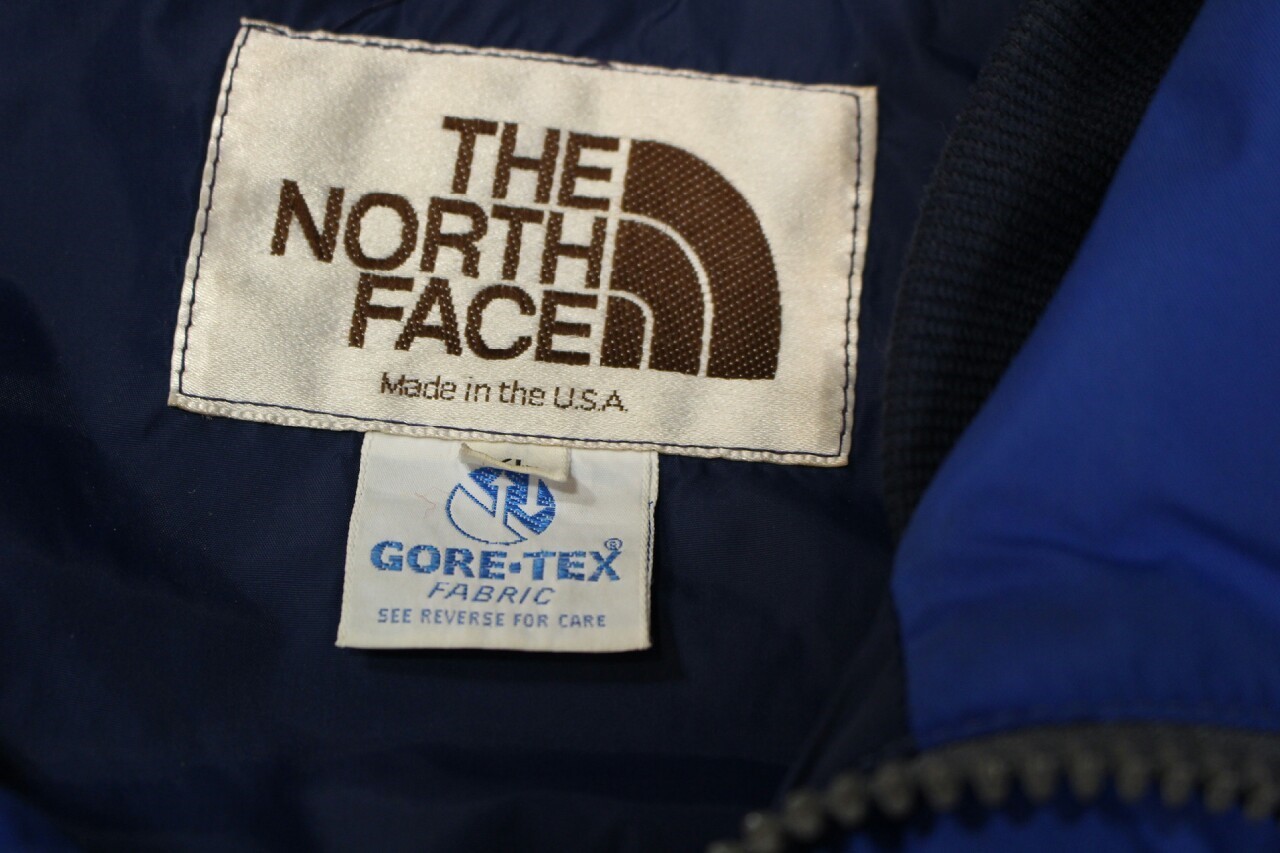 THE
NORTH
FACE
Made in the U.S.A.
GORE-TEX®
FABRIC
SEE REVERSE FOR CARE